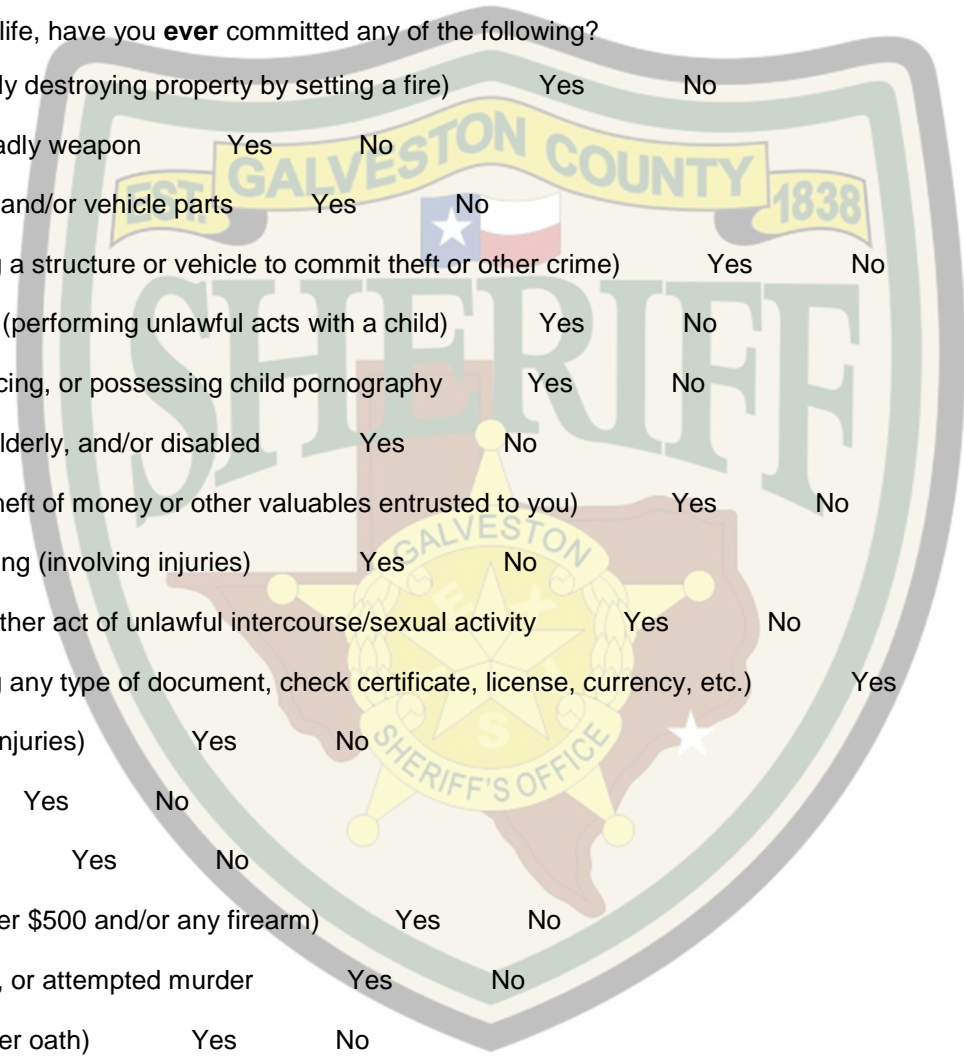 life, have you ever committed any of the following?
ly destroying property by setting a fire) Yes No
adly weapon Yes No
and/or vehicle parts Yes No
g a structure or vehicle to commit theft or other crime) Yes No
(performing unlawful acts with a child) Yes No
cing, or possessing child pornography Yes No
lderly, and/or disabled Yes No
heft of money or other valuables entrusted to you) Yes No
ng (involving injuries) Yes No
ther act of unlawful intercourse/sexual activity Yes No
g any type of document, check certificate, license, currency, etc.) Yes
njuries) Yes No
Yes No
Yes No
er $500 and/or any firearm) Yes No
, or attempted murder Yes No
er oath) Yes No
EST. GALVESTON COUNTY 1838
SHERIFF
GALVESTON
TEXAS
SHERIFF'S OFFICE